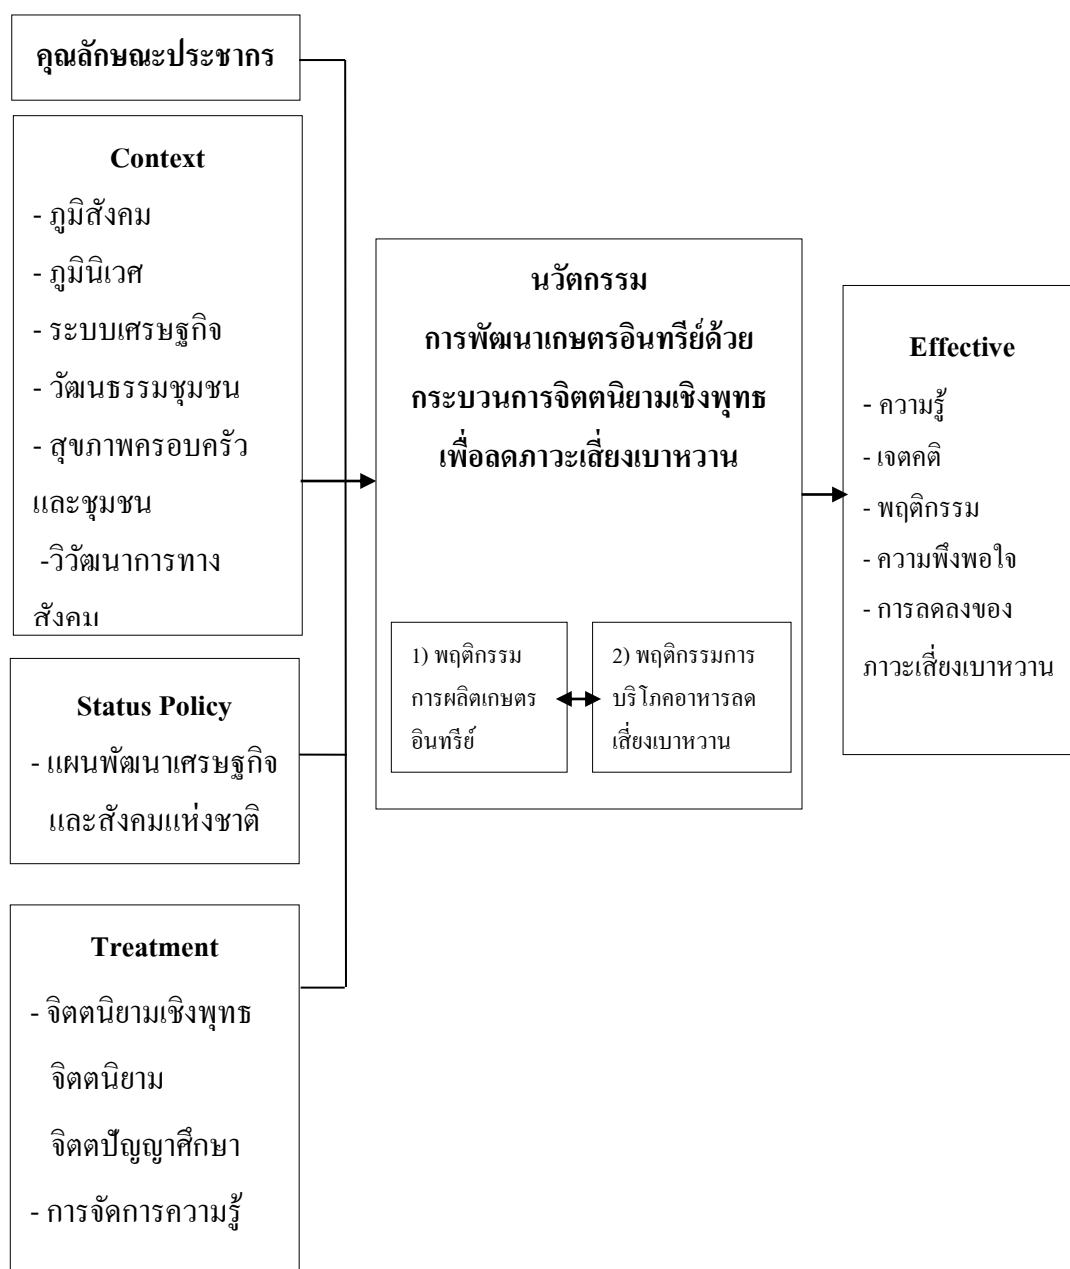 คุณลักษณะประชากร
Context
- ภูมิสังคม
- ภูมินิเวศ
- ระบบเศรษฐกิจ
- วัฒนธรรมชุมชน
- สุขภาพครอบครัว
และชุมชน
-วิวัฒนาการทาง
สังคม
Status Policy
- แผนพัฒนาเศรษฐกิจ
และสังคมแห่งชาติ
Treatment
- จิตตนิยามเชิงพุทธ
จิตตนิยาม
จิตตปัญญาศึกษา
- การจัดการความรู้
นวัตกรรม
การพัฒนาเกษตรอินทรีย์ด้วย
กระบวนการจิตตนิยามเชิงพุทธ
เพื่อลดภาวะเสี่ยงเบาหวาน
1) พฤติกรรม
การผลิตเกษตร
อินทรีย์
2) พฤติกรรมการ
บริโภคอาหารลด
เสี่ยงเบาหวาน
Effective
- ความรู้
- เจตคติ
- พฤติกรรม
- ความพึงพอใจ
- การลดลงของ
ภาวะเสี่ยงเบาหวาน